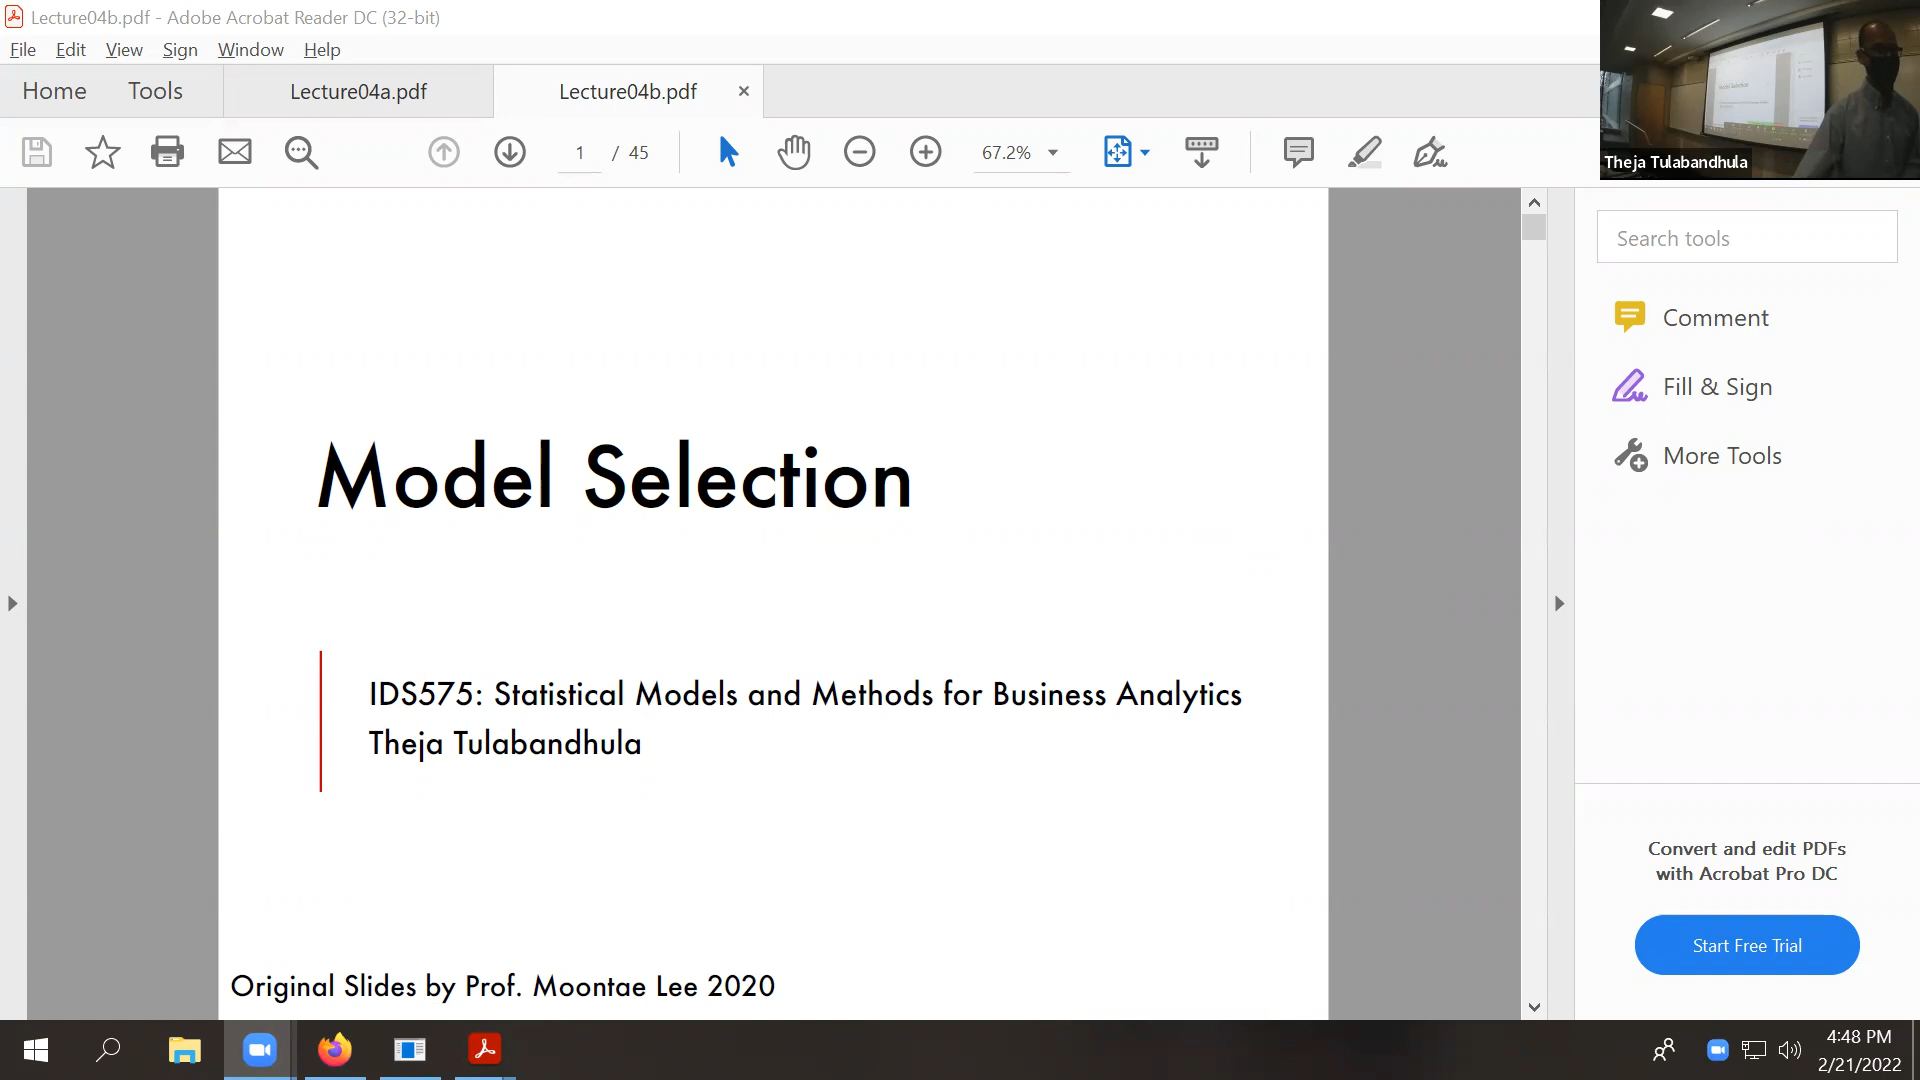 Lecture04b.pdf - Adobe Acrobat Reader DC (32-bit)
File Edit View Sign Window Help
Home Tools Lecture04a.pdf Lecture04b.pdf ×
1 / 45 67.2%
Theja Tulabandhula
Search tools
Comment
Fill & Sign
More Tools
Model Selection
IDS575: Statistical Models and Methods for Business Analytics
Theja Tulabandhula
Original Slides by Prof. Moontae Lee 2020
Convert and edit PDFs
with Acrobat Pro DC
Start Free Trial
4:48 PM
2/21/2022